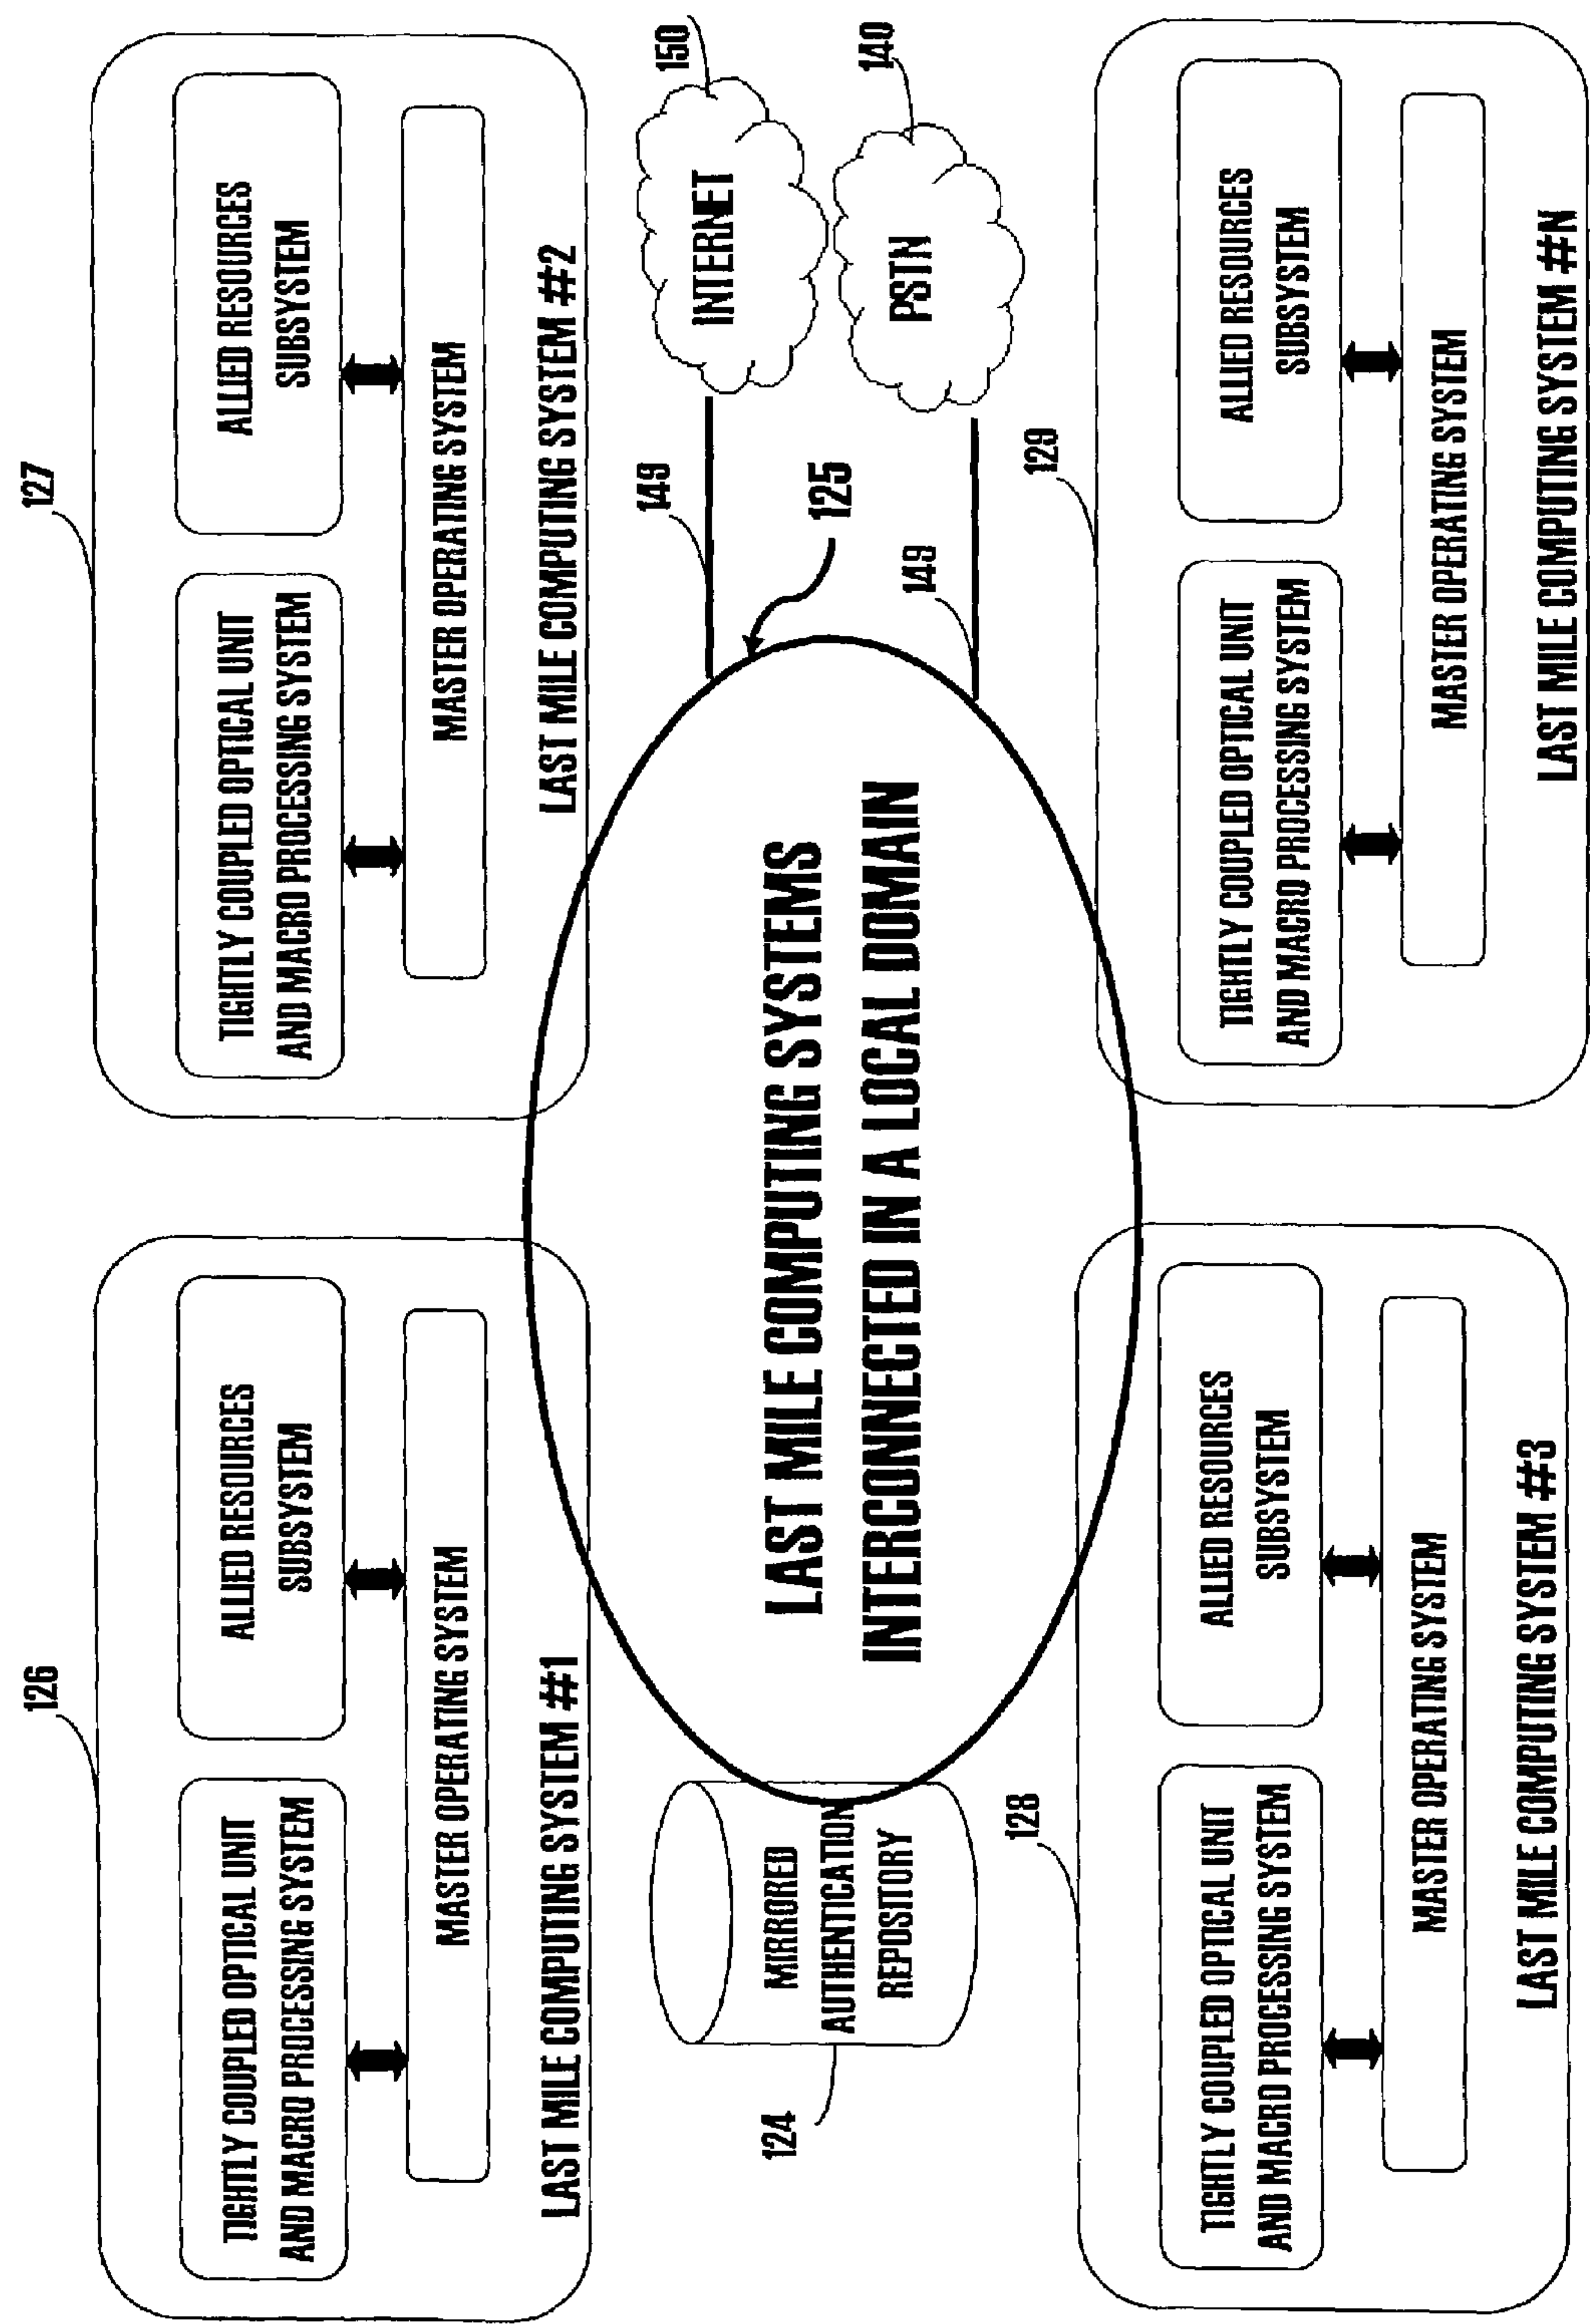 126
TIGHTLY COUPLED OPTICAL UNIT
AND MACRO PROCESSING SYSTEM
ALLIED RESOURCES
SUBSYSTEM
MASTER OPERATING SYSTEM
LAST MILE COMPUTING SYSTEM #1
127
TIGHTLY COUPLED OPTICAL UNIT
AND MACRO PROCESSING SYSTEM
ALLIED RESOURCES
SUBSYSTEM
MASTER OPERATING SYSTEM
LAST MILE COMPUTING SYSTEM #2
124
MIRRORED
AUTHENTICATION
REPOSITORY
LAST MILE COMPUTING SYSTEMS
INTERCONNECTED IN A LOCAL DOMAIN
149
150
INTERNET
125
149
140
PSTN
128
TIGHTLY COUPLED OPTICAL UNIT
AND MACRO PROCESSING SYSTEM
ALLIED RESOURCES
SUBSYSTEM
MASTER OPERATING SYSTEM
LAST MILE COMPUTING SYSTEM #3
129
TIGHTLY COUPLED OPTICAL UNIT
AND MACRO PROCESSING SYSTEM
ALLIED RESOURCES
SUBSYSTEM
MASTER OPERATING SYSTEM
LAST MILE COMPUTING SYSTEM #N